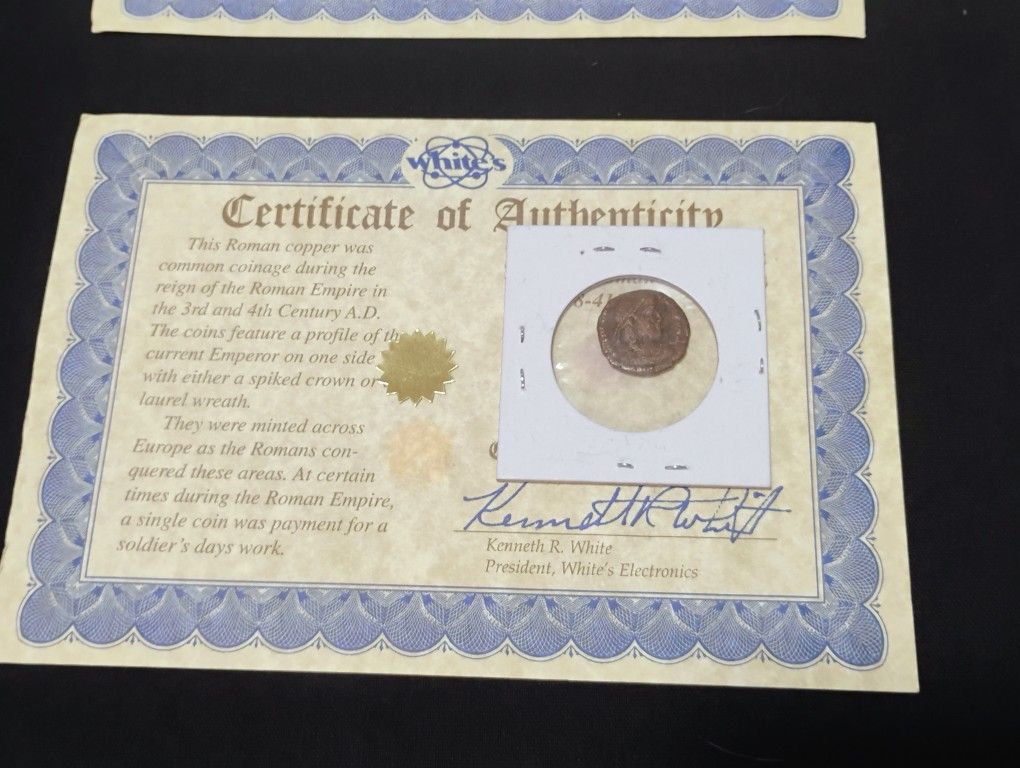 White's
Certificate of Authenticity
This Roman copper was
common coinage during the
reign of the Roman Empire in
the 3rd and 4th Century A.D.
The coins feature a profile of th
current Emperor on one side
with either a spiked crown or
laurel wreath.
They were minted across
Europe as the Romans con-
quered these areas. At certain
times during the Roman Empire,
a single coin was payment for a
soldier's days work.
Kenneth R White
Kenneth R. White
President, White's Electronics